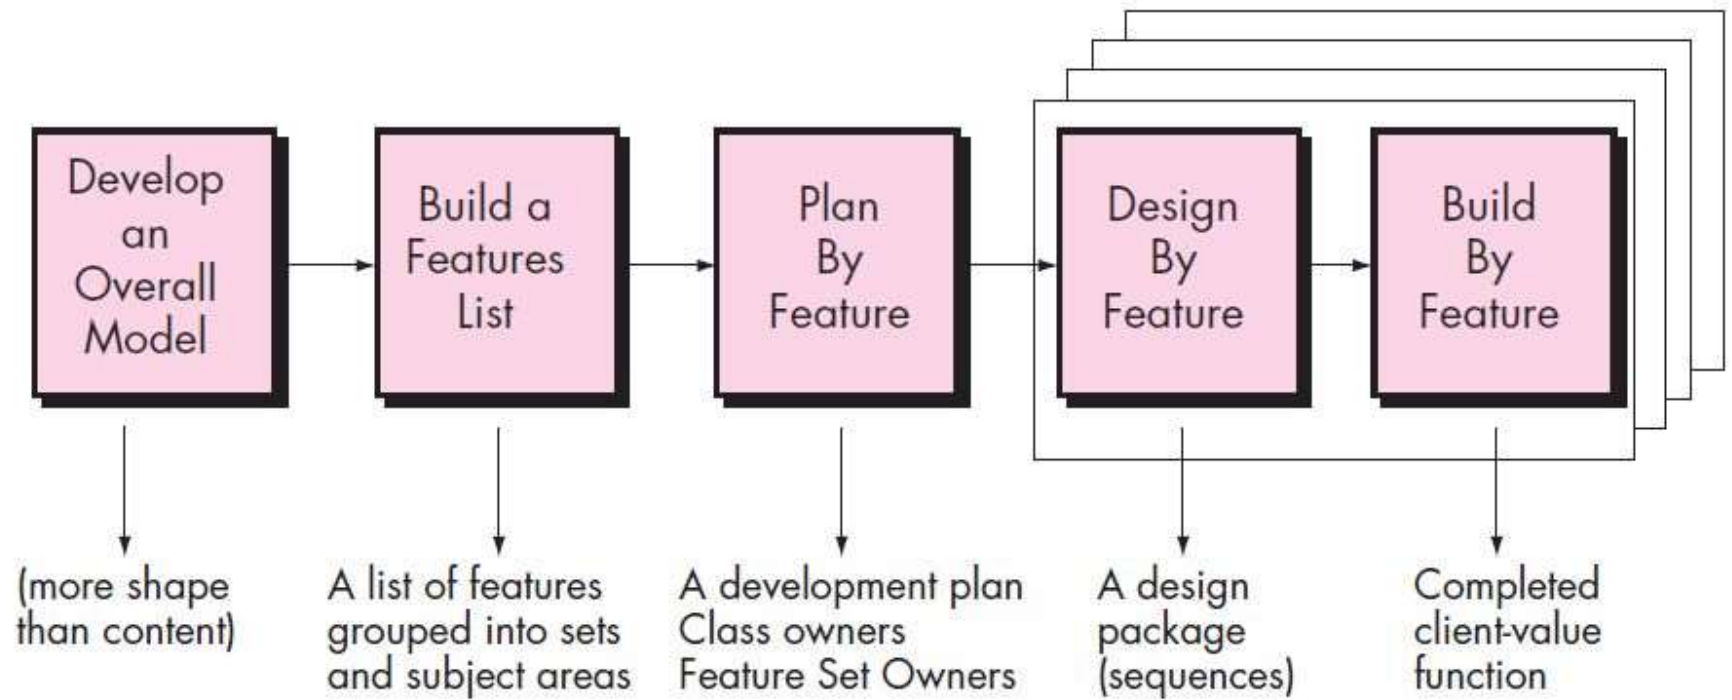 Develop
an
Overall
Model
Build a
Features
List
Plan
By
Feature
Design
By
Feature
Build
By
Feature
(more shape
than content)
A list of features
grouped into sets
and subject areas
A development plan
Class owners
Feature Set Owners
A design
package
(sequences)
Completed
client-value
function